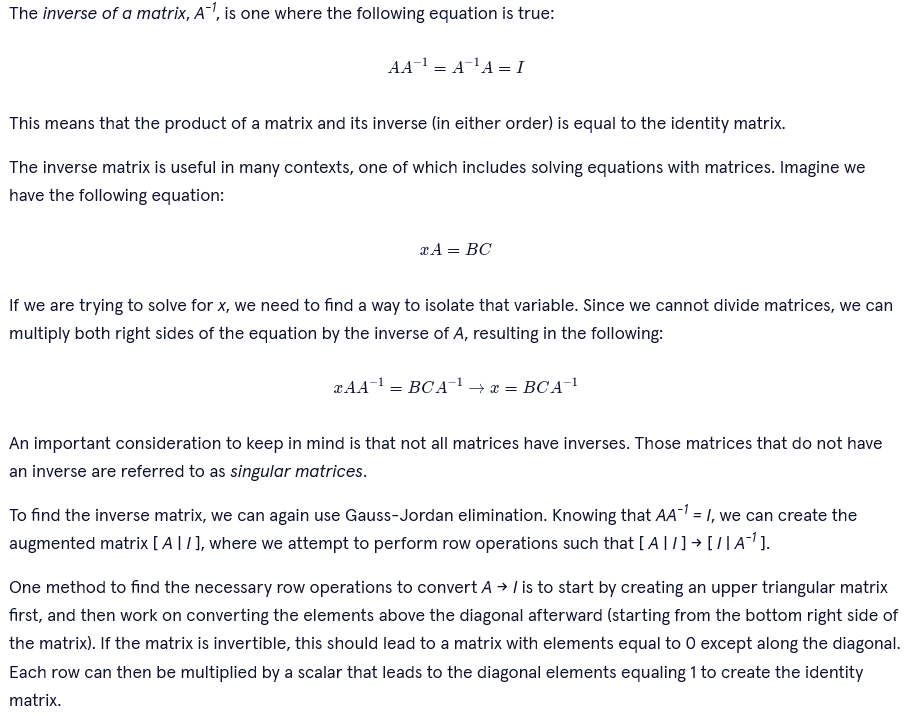 The inverse of a matrix, A⁻¹, is one where the following equation is true:
AA⁻¹ = A⁻¹A = I
This means that the product of a matrix and its inverse (in either order) is equal to the identity matrix.
The inverse matrix is useful in many contexts, one of which includes solving equations with matrices. Imagine we
have the following equation:
xA = BC
If we are trying to solve for x, we need to find a way to isolate that variable. Since we cannot divide matrices, we can
multiply both right sides of the equation by the inverse of A, resulting in the following:
xAA⁻¹ = BCA⁻¹ → x = BCA⁻¹
An important consideration to keep in mind is that not all matrices have inverses. Those matrices that do not have
an inverse are referred to as singular matrices.
To find the inverse matrix, we can again use Gauss-Jordan elimination. Knowing that AA⁻¹ = I, we can create the
augmented matrix [ A | I ], where we attempt to perform row operations such that [ A | I ] → [ I | A⁻¹ ].
One method to find the necessary row operations to convert A → I is to start by creating an upper triangular matrix
first, and then work on converting the elements above the diagonal afterward (starting from the bottom right side of
the matrix). If the matrix is invertible, this should lead to a matrix with elements equal to 0 except along the diagonal.
Each row can then be multiplied by a scalar that leads to the diagonal elements equaling 1 to create the identity
matrix.